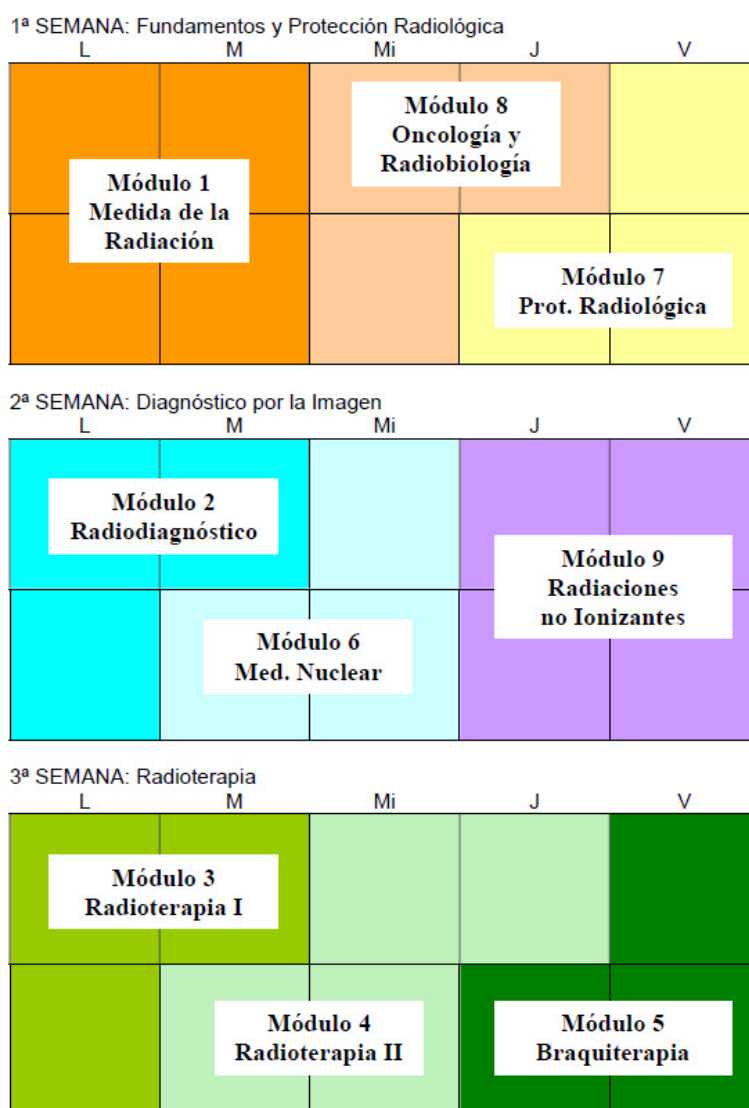 1ª SEMANA: Fundamentos y Protección Radiológica
L M Mi J V
Módulo 8
Oncología y
Radiobiología
Módulo 1
Medida de la
Radiación
Módulo 7
Prot. Radiológica
2ª SEMANA: Diagnóstico por la Imagen
L M Mi J V
Módulo 2
Radiodiagnóstico
Módulo 9
Radiaciones
no Ionizantes
Módulo 6
Med. Nuclear
3ª SEMANA: Radioterapia
L M Mi J V
Módulo 3
Radioterapia I
Módulo 4
Radioterapia II
Módulo 5
Braquiterapia